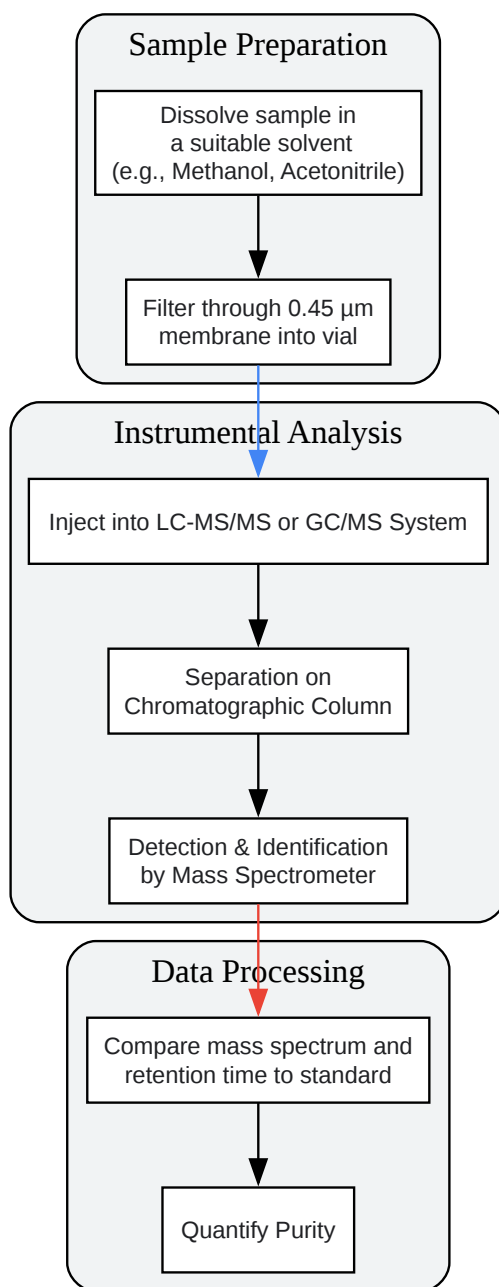 Sample Preparation
Dissolve sample in
a suitable solvent
(e.g., Methanol, Acetonitrile)
Filter through 0.45 µm
membrane into vial
Instrumental Analysis
Inject into LC-MS/MS or GC/MS System
Separation on
Chromatographic Column
Detection & Identification
by Mass Spectrometer
Data Processing
Compare mass spectrum and
retention time to standard
Quantify Purity